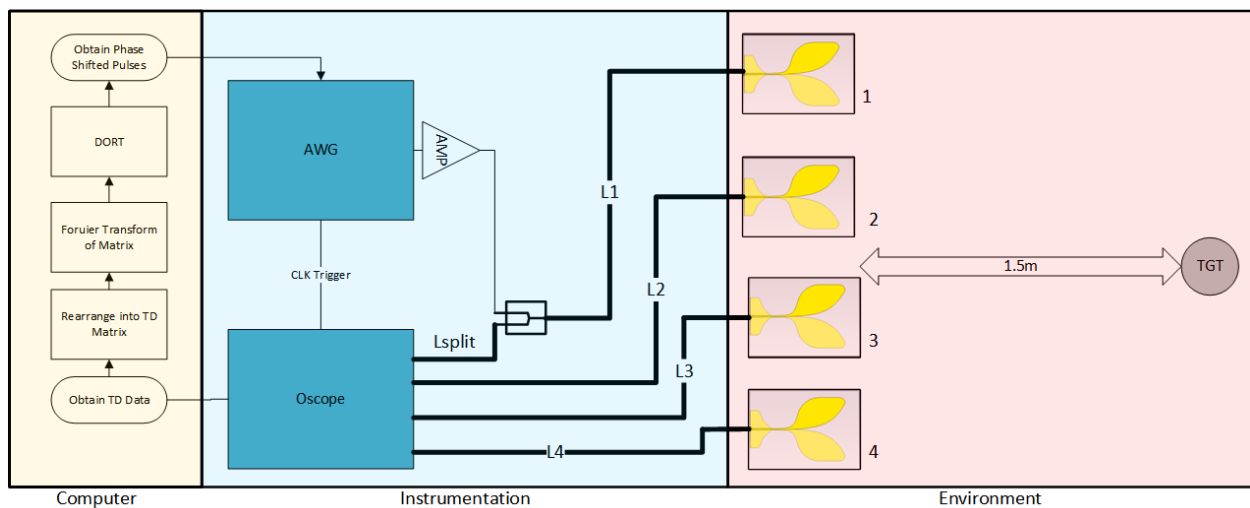 Obtain Phase
Shifted Pulses
DORT
Foruier Transform
of Matrix
Rearrange into TD
Matrix
Obtain TD Data
AWG
AMP
CLK Trigger
Oscope
Lsplit
L1
L2
L3
L4
1
2
3
4
1.5m
TGT
Computer
Instrumentation
Environment